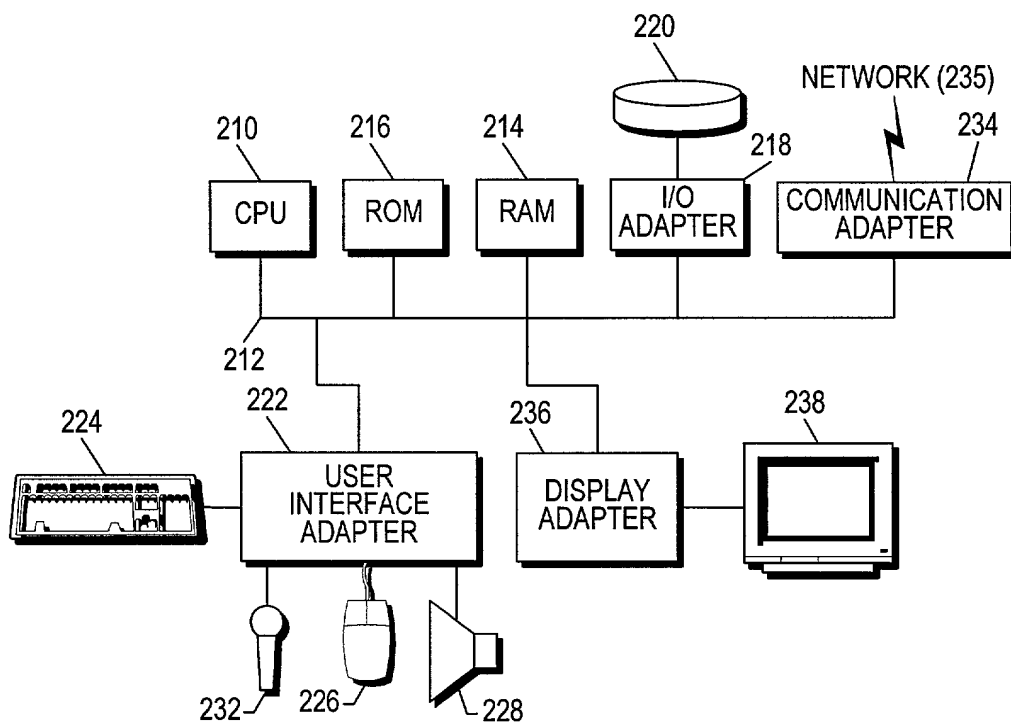 220
NETWORK (235)
210
216
214
218
234
CPU
ROM
RAM
I/O
ADAPTER
COMMUNICATION
ADAPTER
212
224
222
236
238
USER
INTERFACE
ADAPTER
DISPLAY
ADAPTER
232
226
228